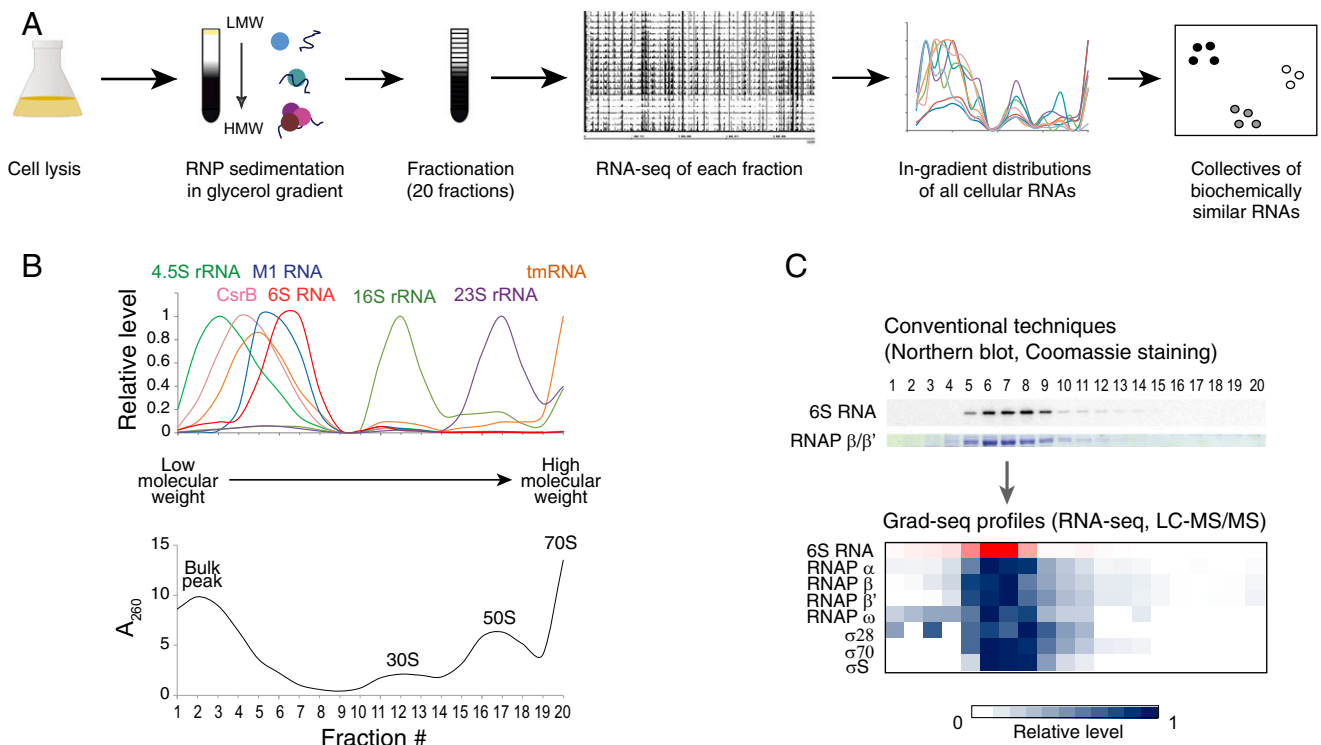 A
LMW
HMW
Cell lysis
RNP sedimentation
in glycerol gradient
Fractionation
(20 fractions)
RNA-seq of each fraction
In-gradient distributions
of all cellular RNAs
Collectives of
biochemically
similar RNAs
B
4.5S rRNA M1 RNA tmRNA
CsrB 6S RNA 16S rRNA 23S rRNA
Relative level
1
0.8
0.6
0.4
0.2
0
Low
molecular
weight
High
molecular
weight
A260
15
10
5
0
Bulk
peak
30S
50S
70S
1 2 3 4 5 6 7 8 9 10 11 12 13 14 15 16 17 18 19 20
Fraction #
C
Conventional techniques
(Northern blot, Coomassie staining)
1 2 3 4 5 6 7 8 9 10 11 12 13 14 15 16 17 18 19 20
6S RNA
RNAP β/β'
Grad-seq profiles (RNA-seq, LC-MS/MS)
6S RNA
RNAP α
RNAP β
RNAP β'
RNAP ω
σ28
σ70
σS
0 1
Relative level